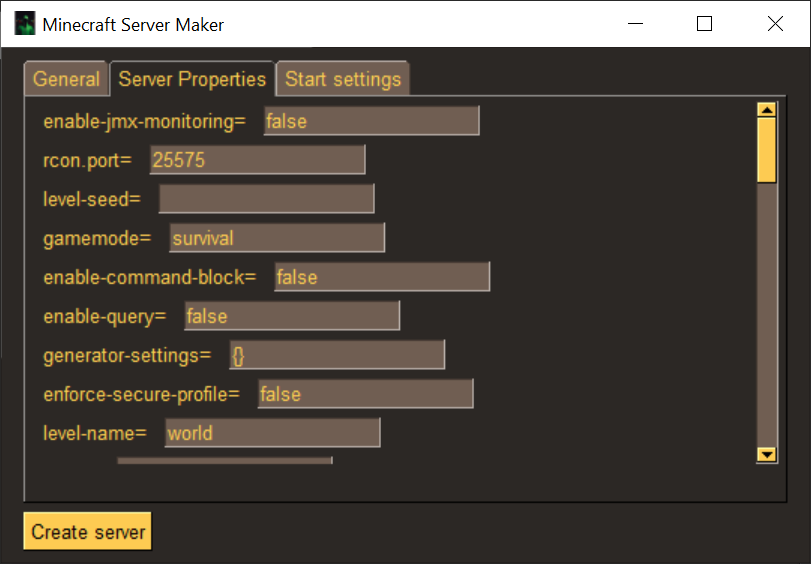 Minecraft Server Maker
General Server Properties Start settings
enable-jmx-monitoring= false
rcon.port= 25575
level-seed=
gamemode= survival
enable-command-block= false
enable-query= false
generator-settings= {}
enforce-secure-profile= false
level-name= world
Create server